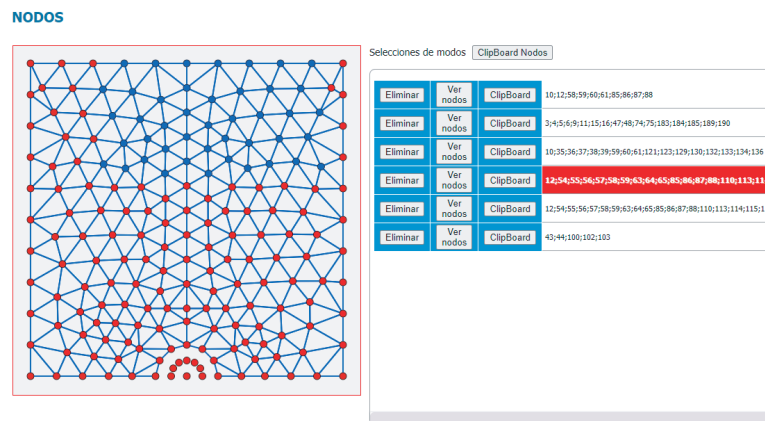 NODOS
Selecciones de modos ClipBoard Nodos
Eliminar Ver nodos ClipBoard 10;12;58;59;60;61;85;86;87;88
Eliminar Ver nodos ClipBoard 3;4;5;6;9;11;15;16;47;48;74;75;183;184;185;189;190
Eliminar Ver nodos ClipBoard 10;35;36;37;38;39;59;60;61;121;123;129;130;132;133;134;136
Eliminar Ver nodos ClipBoard 12;54;55;56;57;58;59;63;64;65;85;86;87;88;110;113;11
Eliminar Ver nodos ClipBoard 12;54;55;56;57;58;59;63;64;65;85;86;87;88;110;113;114;115;1
Eliminar Ver nodos ClipBoard 43;44;100;102;103